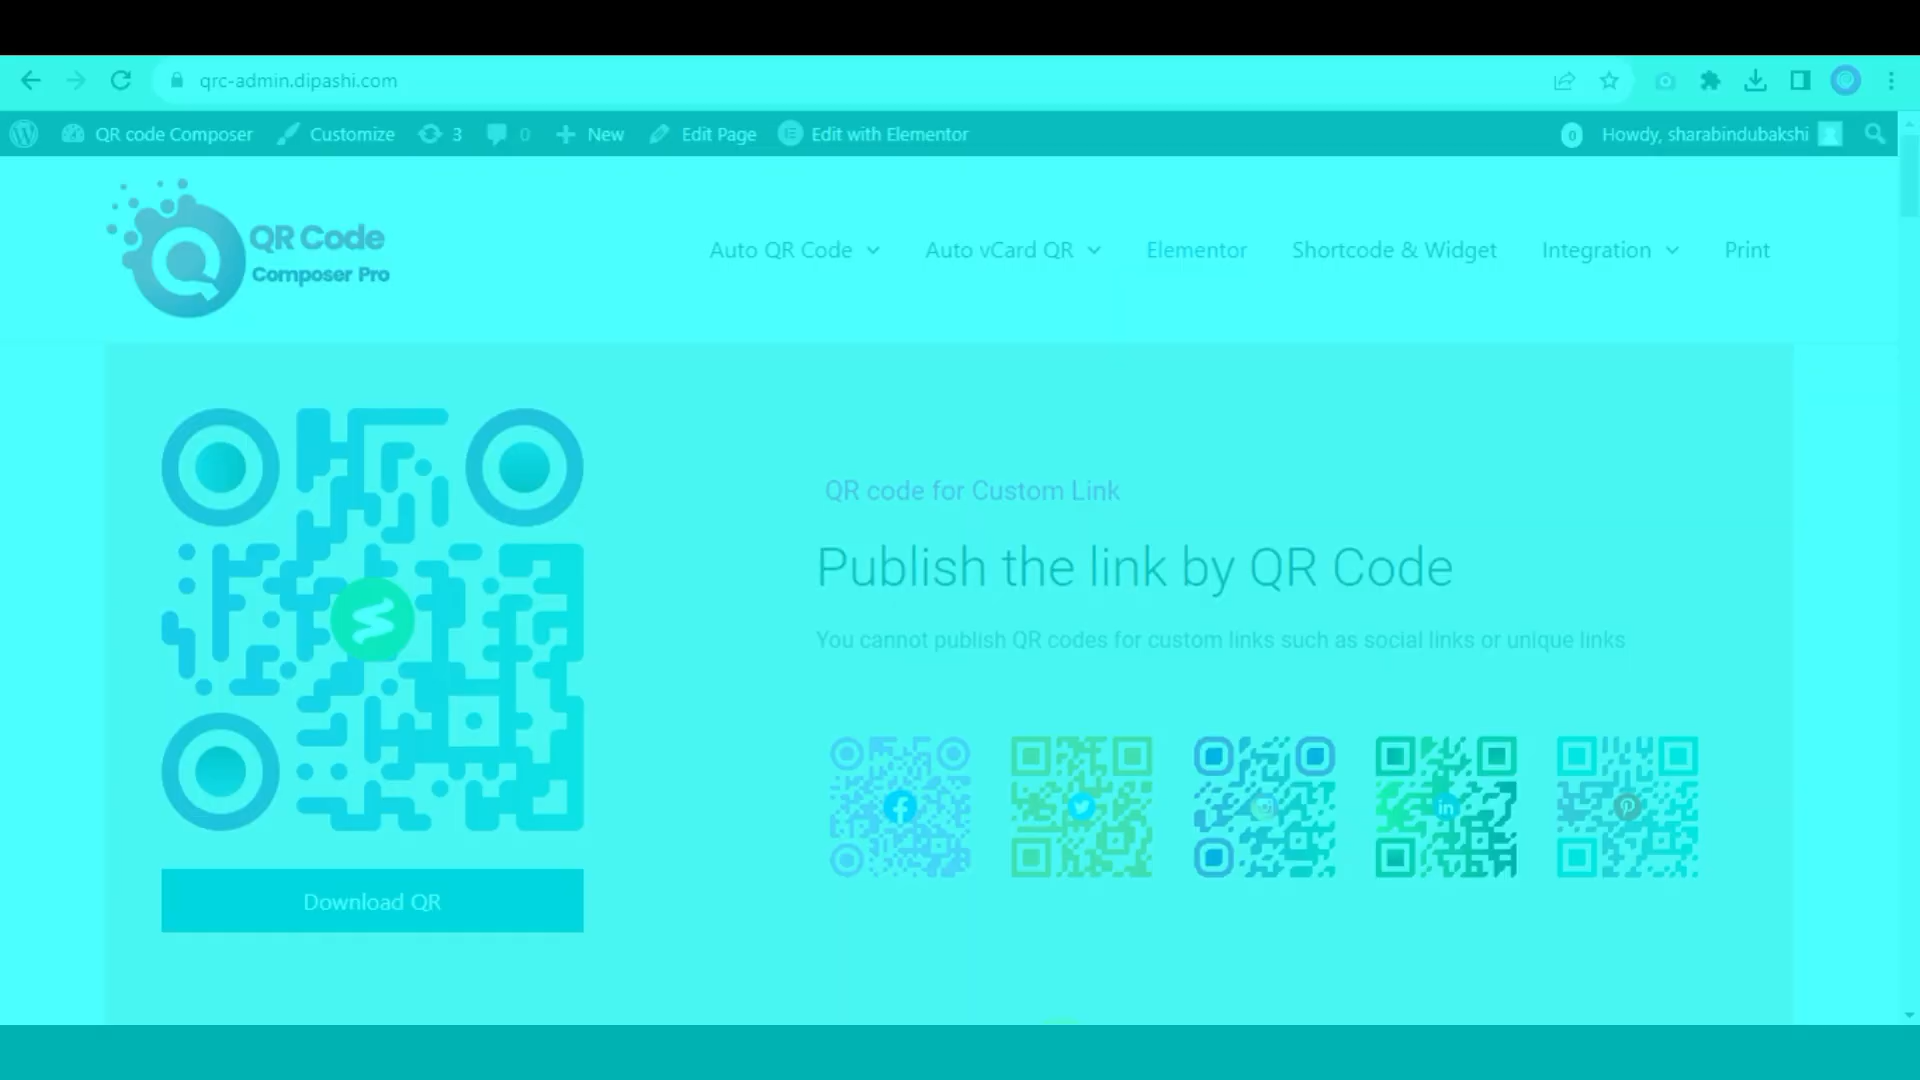 qrc-admin.dipashi.com
QR code Composer Customize 3 0 New Edit Page Edit with Elementor 0 Howdy, sharabindubakshi
QR Code
Composer Pro
Auto QR Code Auto vCard QR Elementor Shortcode & Widget Integration Print
QR code for Custom Link
Publish the link by QR Code
You cannot publish QR codes for custom links such as social links or unique links
in
Download QR